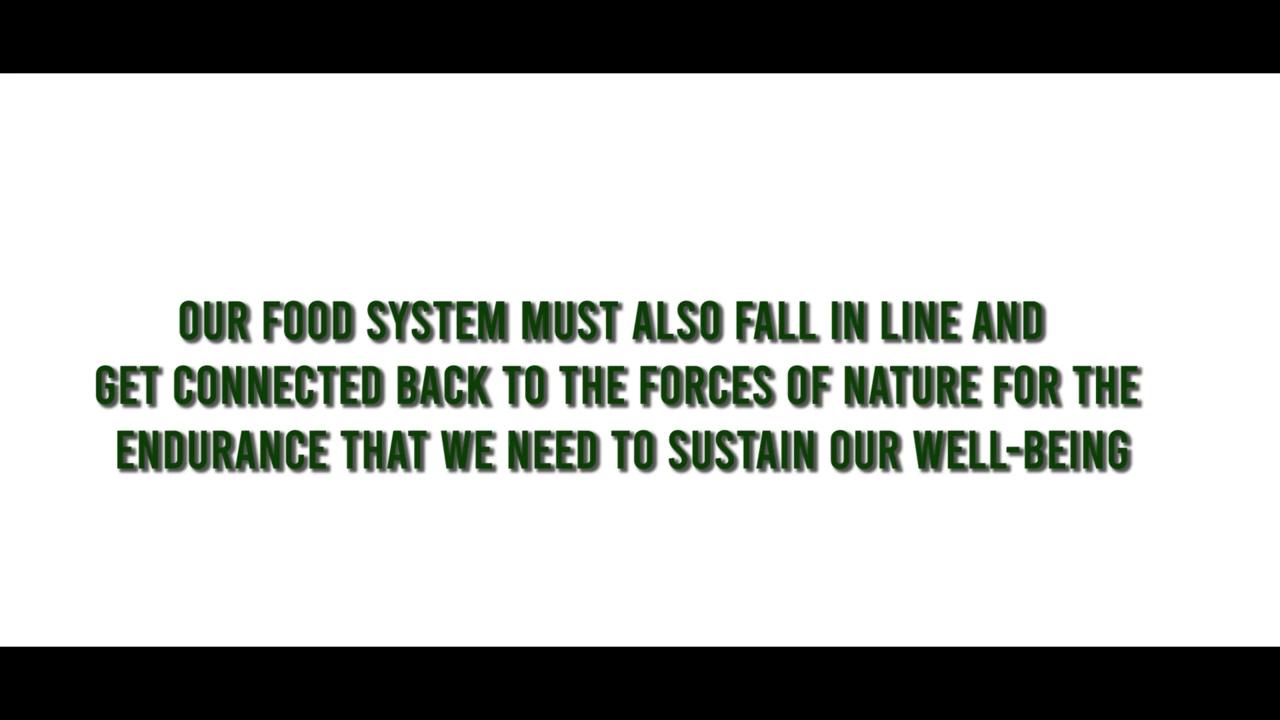 OUR FOOD SYSTEM MUST ALSO FALL IN LINE AND
GET CONNECTED BACK TO THE FORCES OF NATURE FOR THE
ENDURANCE THAT WE NEED TO SUSTAIN OUR WELL-BEING